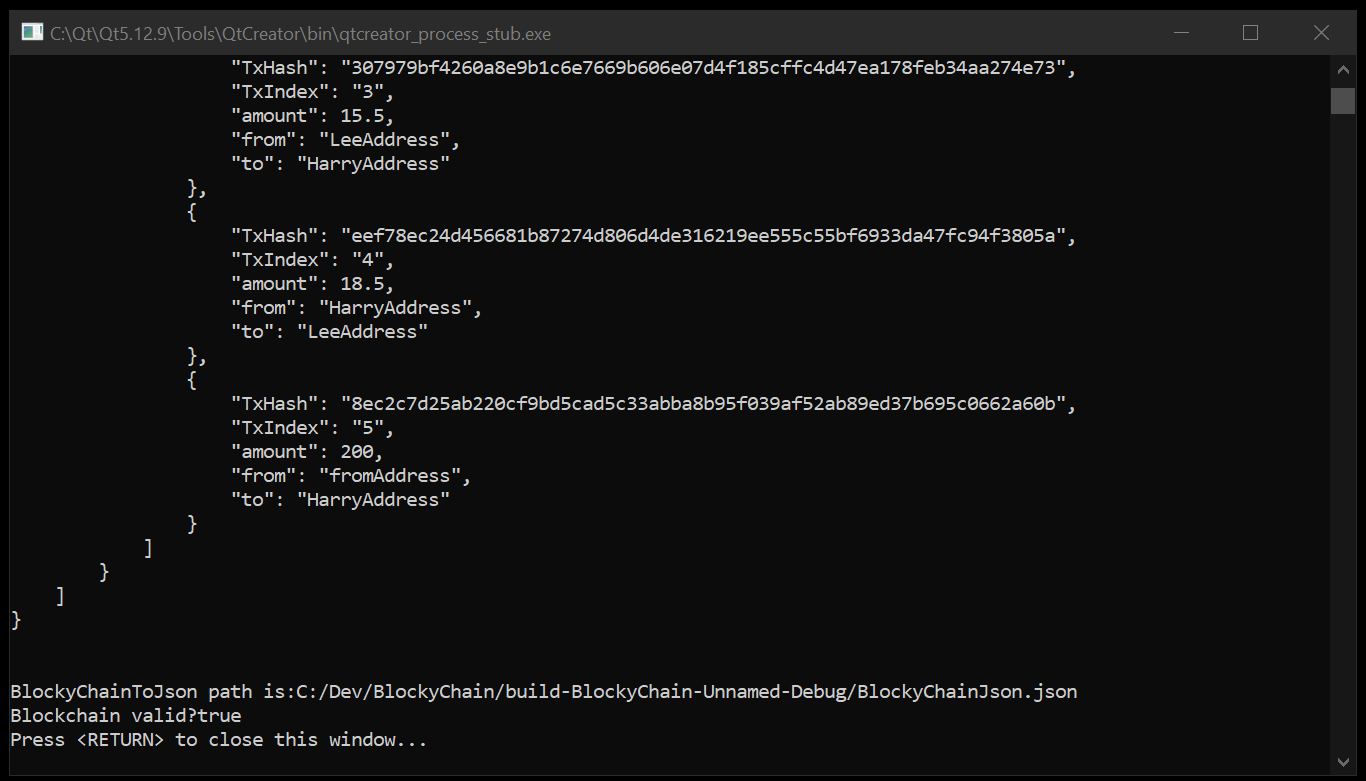 C:\Qt\Qt5.12.9\Tools\QtCreator\bin\qtcreator_process_stub.exe
"TxHash": "307979bf4260a8e9b1c6e7669b606e07d4f185cffc4d47ea178feb34aa274e73",
"TxIndex": "3",
"amount": 15.5,
"from": "LeeAddress",
"to": "HarryAddress"
},
{
"TxHash": "eef78ec24d456681b87274d806d4de316219ee555c55bf6933da47fc94f3805a",
"TxIndex": "4",
"amount": 18.5,
"from": "HarryAddress",
"to": "LeeAddress"
},
{
"TxHash": "8ec2c7d25ab220cf9bd5cad5c33abba8b95f039af52ab89ed37b695c0662a60b",
"TxIndex": "5",
"amount": 200,
"from": "fromAddress",
"to": "HarryAddress"
}
]
}
]
}
BlockyChainToJson path is:C:/Dev/BlockyChain/build-BlockyChain-Unnamed-Debug/BlockyChainJson.json
Blockchain valid?true
Press <RETURN> to close this window...